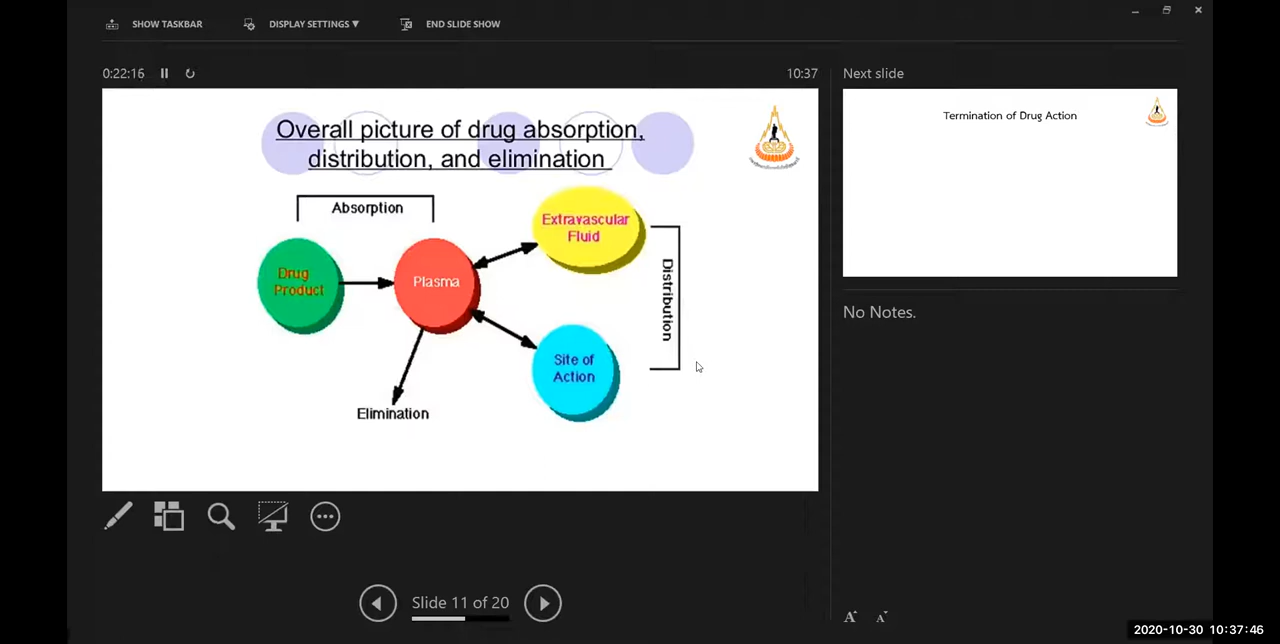 SHOW TASKBAR
DISPLAY SETTINGS ▼
END SLIDE SHOW
0:22:16
10:37
Next slide
Overall picture of drug absorption,
distribution, and elimination
Absorption
Drug
Product
Plasma
Extravascular
Fluid
Site of
Action
Distribution
Elimination
Termination of Drug Action
No Notes.
Slide 11 of 20
A
A
2020-10-30 10:37:46